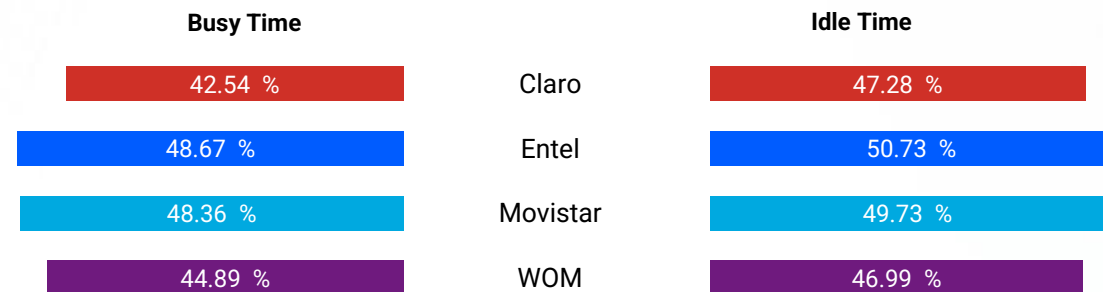 Busy Time Idle Time
42.54 % Claro 47.28 %
48.67 % Entel 50.73 %
48.36 % Movistar 49.73 %
44.89 % WOM 46.99 %